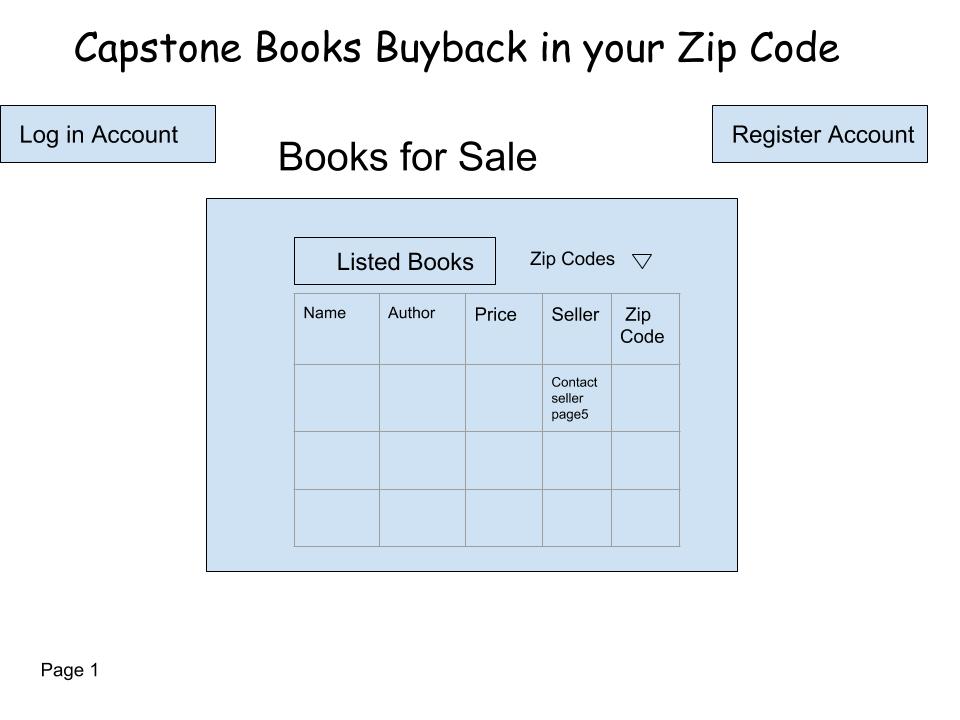 Capstone Books Buyback in your Zip Code
Log in Account
Register Account
Books for Sale
Listed Books
Zip Codes
Name
Author
Price
Seller
Zip
Code
Contact
seller
page5
Page 1